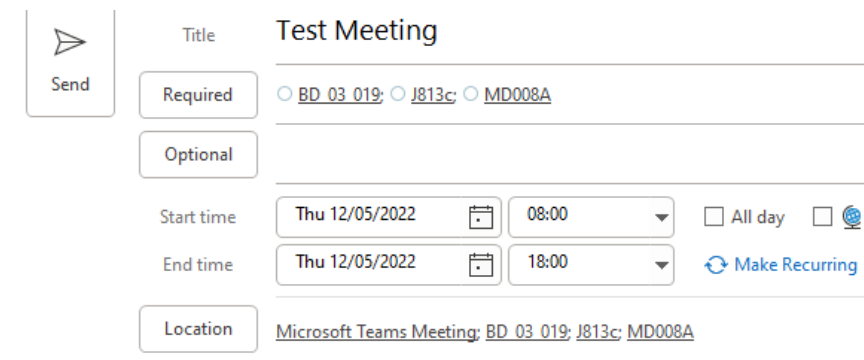 Title Test Meeting
Send
Required BD_03_019; J813c; MD008A
Optional
Start time Thu 12/05/2022 08:00 All day
End time Thu 12/05/2022 18:00 Make Recurring
Location Microsoft Teams Meeting; BD_03_019; J813c; MD008A